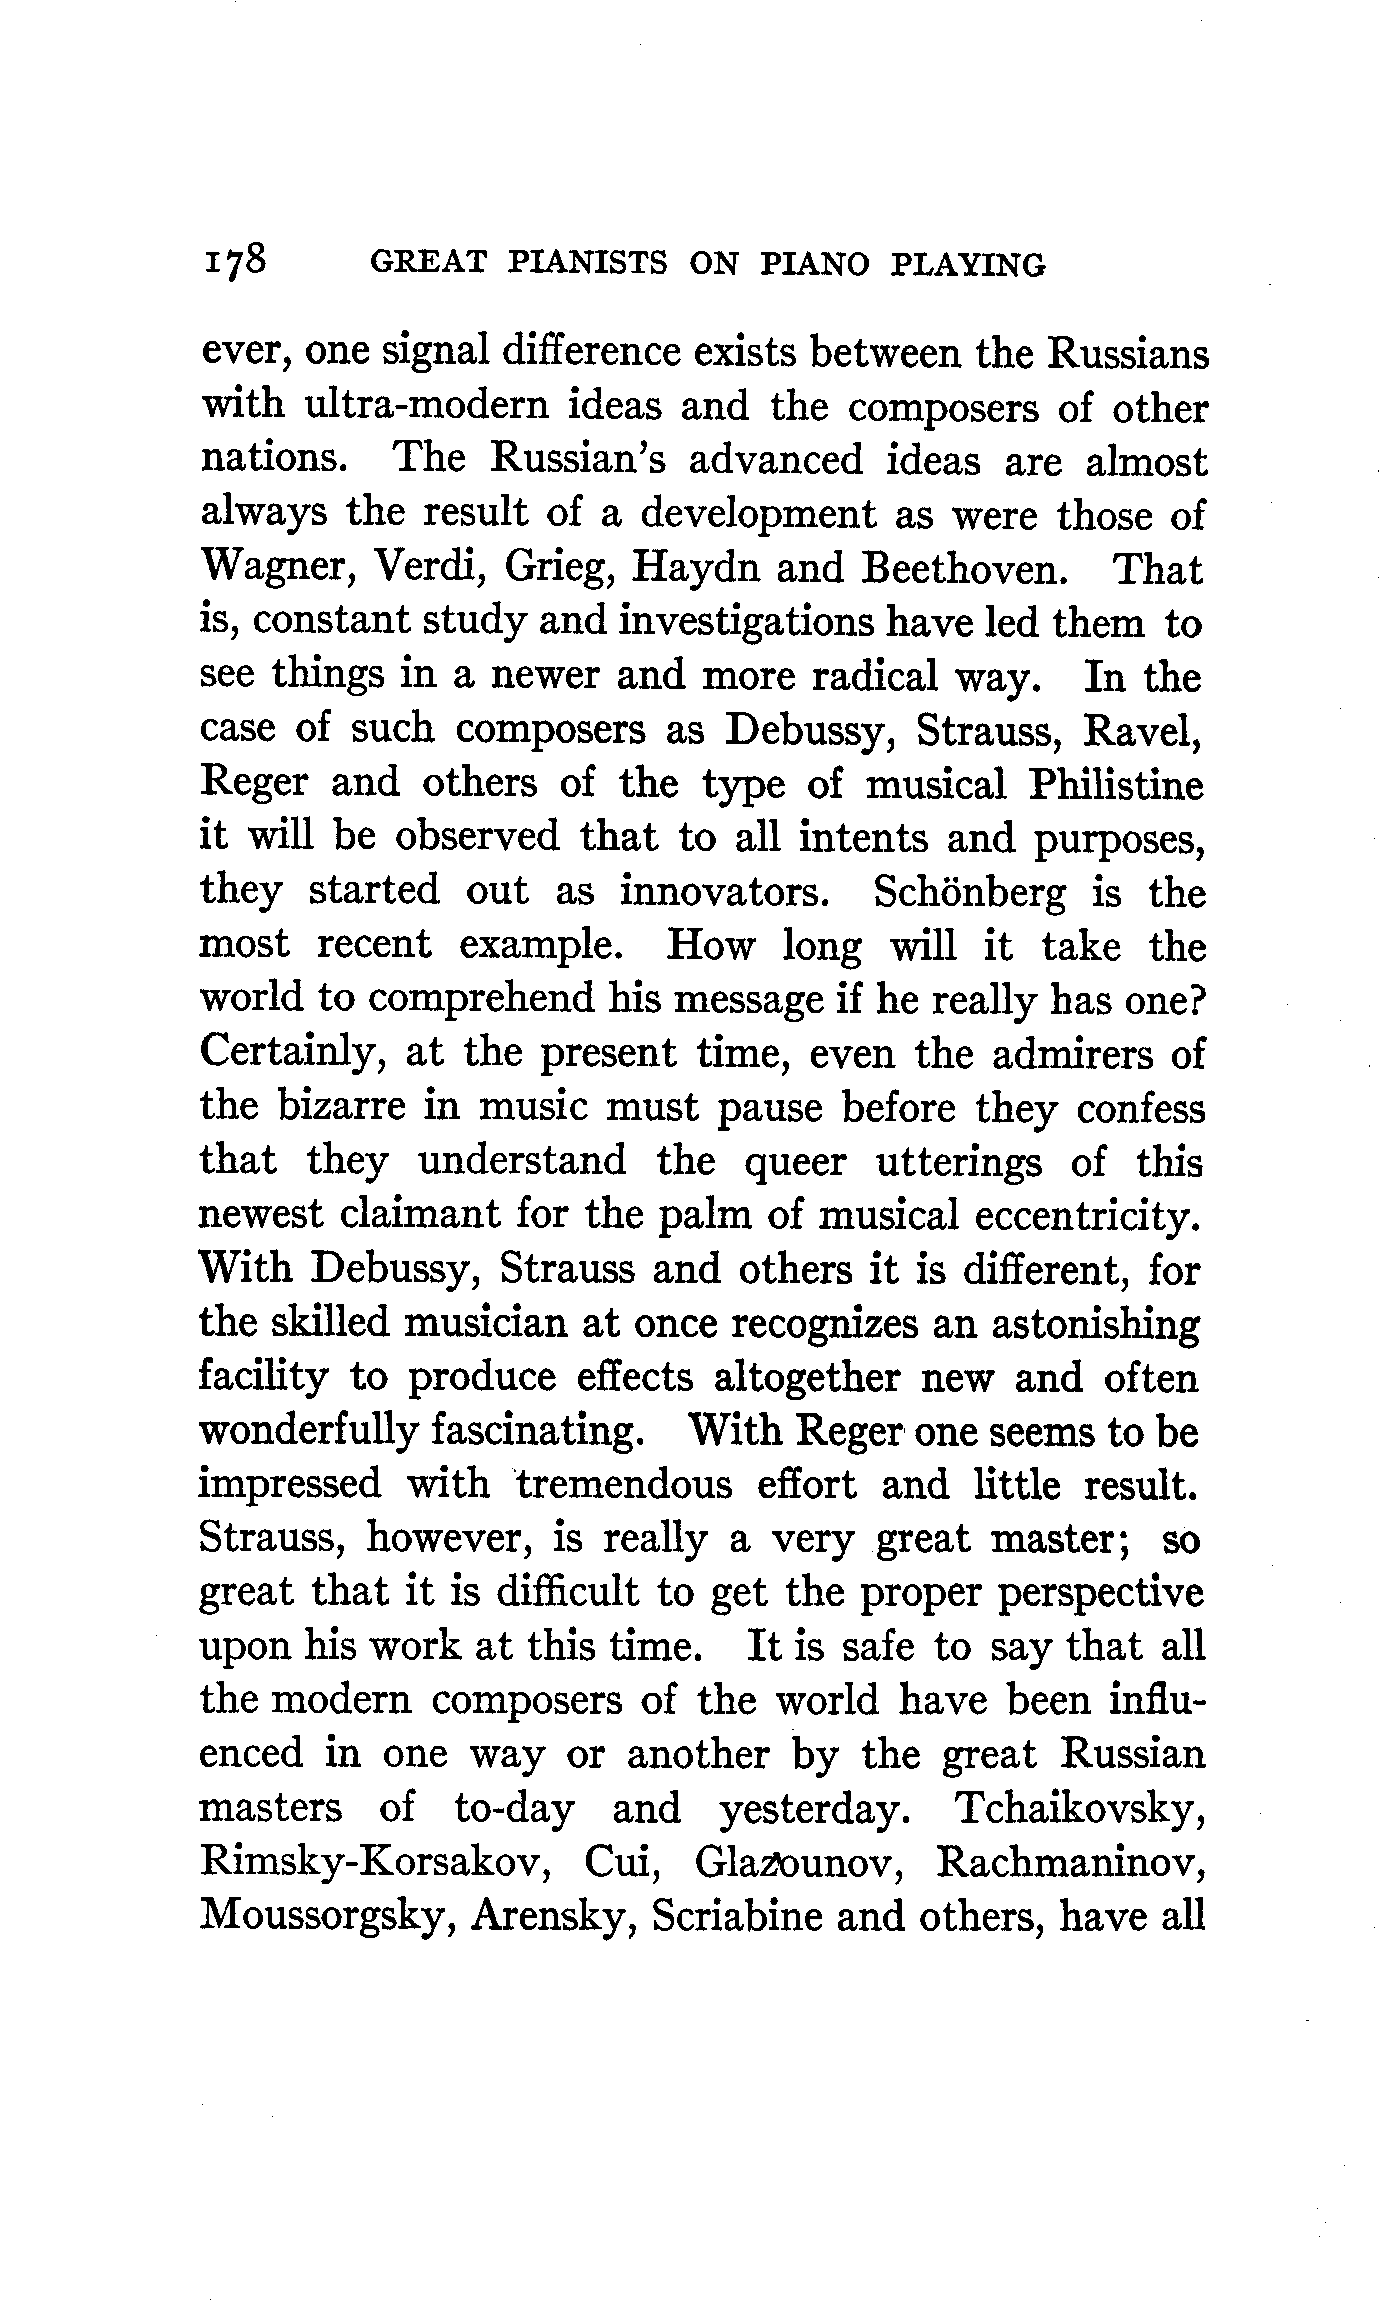 178 GREAT PIANISTS ON PIANO PLAYING
ever, one signal difference exists between the Russians
with ultra-modern ideas and the composers of other
nations. The Russian's advanced ideas are almost
always the result of a development as were those of
Wagner, Verdi, Grieg, Haydn and Beethoven. That
is, constant study and investigations have led them to
see things in a newer and more radical way. In the
case of such composers as Debussy, Strauss, Ravel,
Reger and others of the type of musical Philistine
it will be observed that to all intents and purposes,
they started out as innovators. Schönberg is the
most recent example. How long will it take the
world to comprehend his message if he really has one?
Certainly, at the present time, even the admirers of
the bizarre in music must pause before they confess
that they understand the queer utterings of this
newest claimant for the palm of musical eccentricity.
With Debussy, Strauss and others it is different, for
the skilled musician at once recognizes an astonishing
facility to produce effects altogether new and often
wonderfully fascinating. With Reger one seems to be
impressed with tremendous effort and little result.
Strauss, however, is really a very great master; so
great that it is difficult to get the proper perspective
upon his work at this time. It is safe to say that all
the modern composers of the world have been influ-
enced in one way or another by the great Russian
masters of to-day and yesterday. Tchaikovsky,
Rimsky-Korsakov, Cui, Glazounov, Rachmaninov,
Moussorgsky, Arensky, Scriabine and others, have all